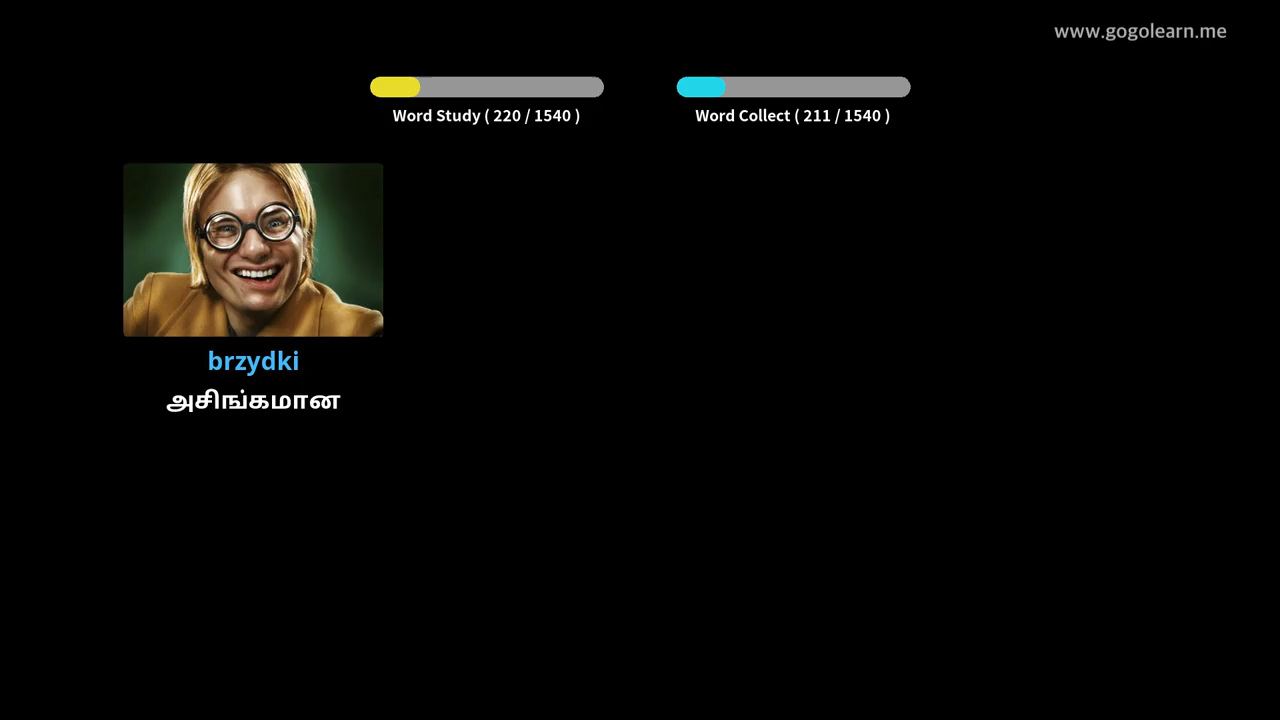 www.gogolearn.me
Word Study ( 220 / 1540 )
Word Collect ( 211 / 1540 )
brzydki
அசிங்கமான